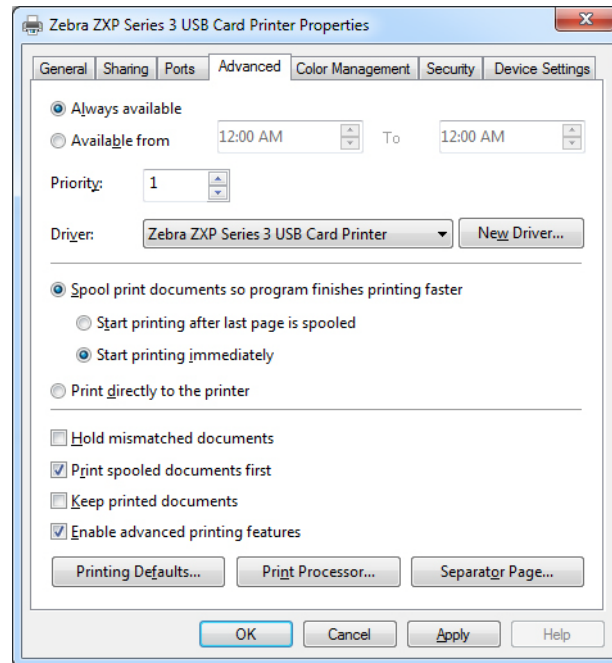 Zebra ZXP Series 3 USB Card Printer Properties
General Sharing Ports Advanced Color Management Security Device Settings
Always available
Available from 12:00 AM To 12:00 AM
Priority: 1
Driver: Zebra ZXP Series 3 USB Card Printer New Driver...
Spool print documents so program finishes printing faster
Start printing after last page is spooled
Start printing immediately
Print directly to the printer
Hold mismatched documents
Print spooled documents first
Keep printed documents
Enable advanced printing features
Printing Defaults... Print Processor... Separator Page...
OK Cancel Apply Help